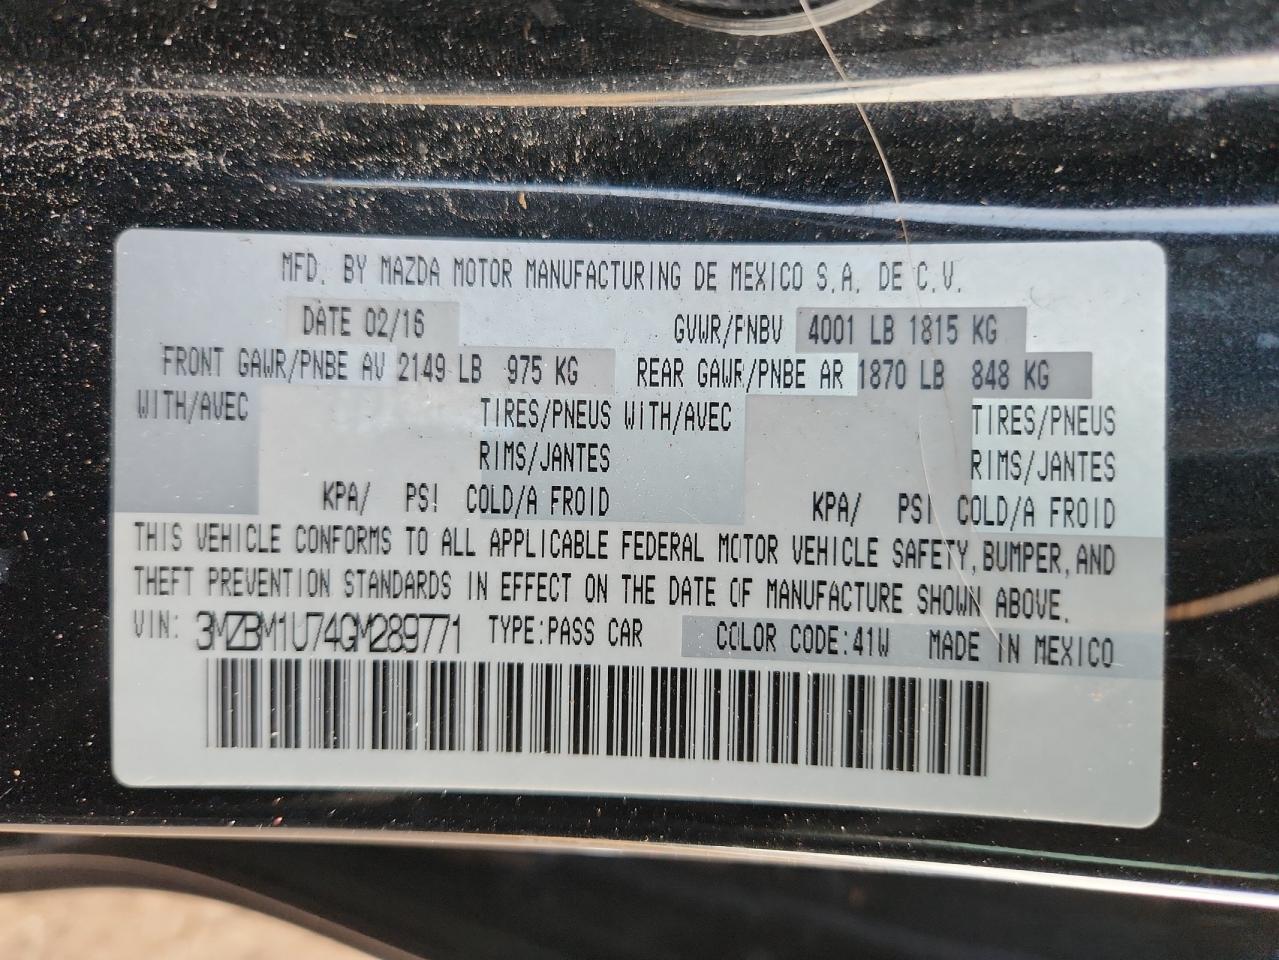 MFD. BY MAZDA MOTOR MANUFACTURING DE MEXICO S.A. DE C.V.
DATE 02/16 GVWR/PNBV 4001 LB 1815 KG
FRONT GAWR/PNBE AV 2149 LB 975 KG REAR GAWR/PNBE AR 1870 LB 848 KG
WITH/AVEC TIRES/PNEUS WITH/AVEC TIRES/PNEUS
RIMS/JANTES RIMS/JANTES
KPA/ PSI COLD/A FROID KPA/ PSI COLD/A FROID
THIS VEHICLE CONFORMS TO ALL APPLICABLE FEDERAL MOTOR VEHICLE SAFETY, BUMPER, AND
THEFT PREVENTION STANDARDS IN EFFECT ON THE DATE OF MANUFACTURE SHOWN ABOVE.
VIN: 3MZBM1U74GM289771 TYPE:PASS CAR COLOR CODE:41W MADE IN MEXICO